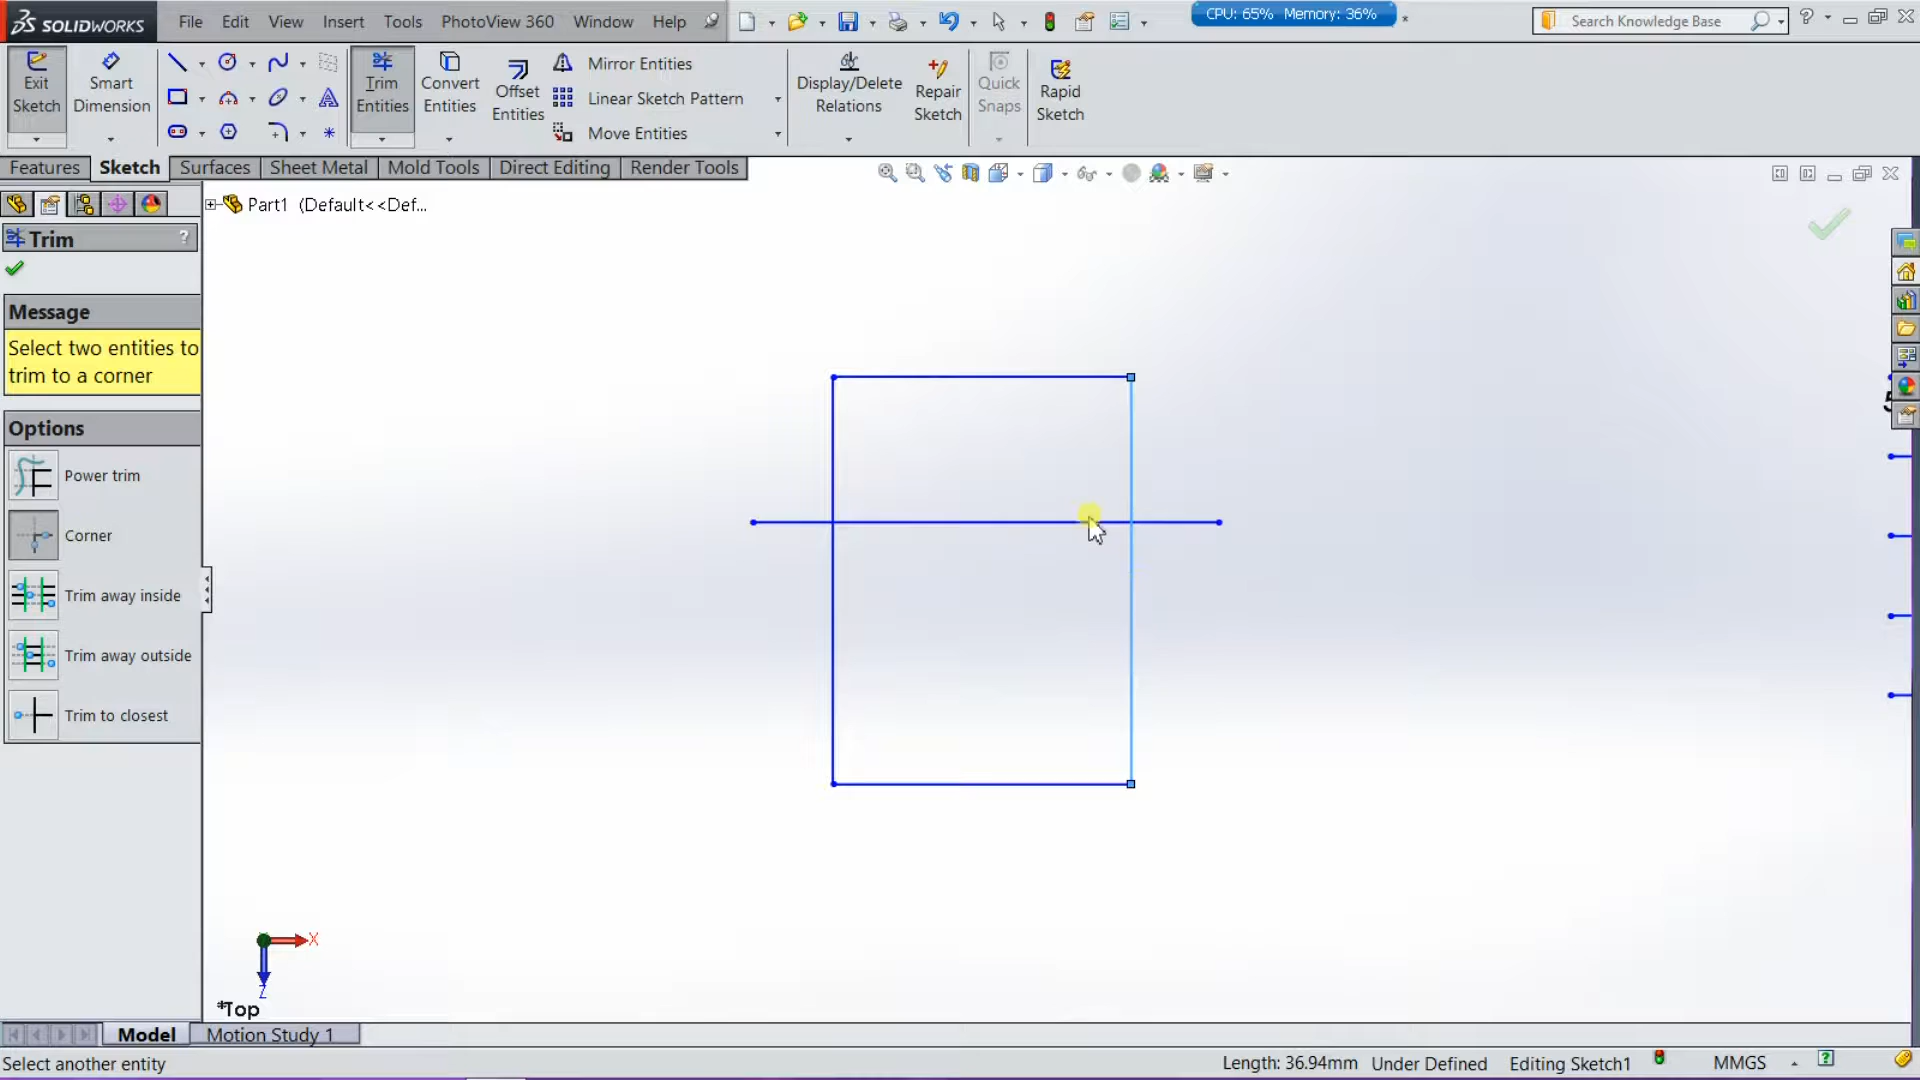 SOLIDWORKS File Edit View Insert Tools PhotoView 360 Window Help CPU: 65% Memory: 36% Search Knowledge Base ?
Exit Sketch
Smart Dimension
Trim Entities
Convert Entities
Offset Entities
Mirror Entities
Linear Sketch Pattern
Move Entities
Display/Delete Relations
Repair Sketch
Quick Snaps
Rapid Sketch
Features Sketch Surfaces Sheet Metal Mold Tools Direct Editing Render Tools
Part1 (Default<<Def...
Trim ?
Message
Select two entities to
trim to a corner
Options
Power trim
Corner
Trim away inside
Trim away outside
Trim to closest
X
Z
*Top
Model Motion Study 1
Select another entity Length: 36.94mm Under Defined Editing Sketch1 MMGS ?